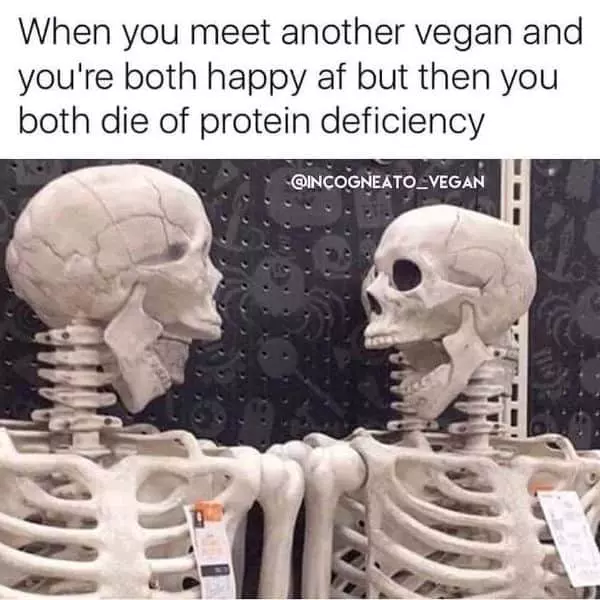 When you meet another vegan and
you're both happy af but then you
both die of protein deficiency
@INCOGNEATO_VEGAN